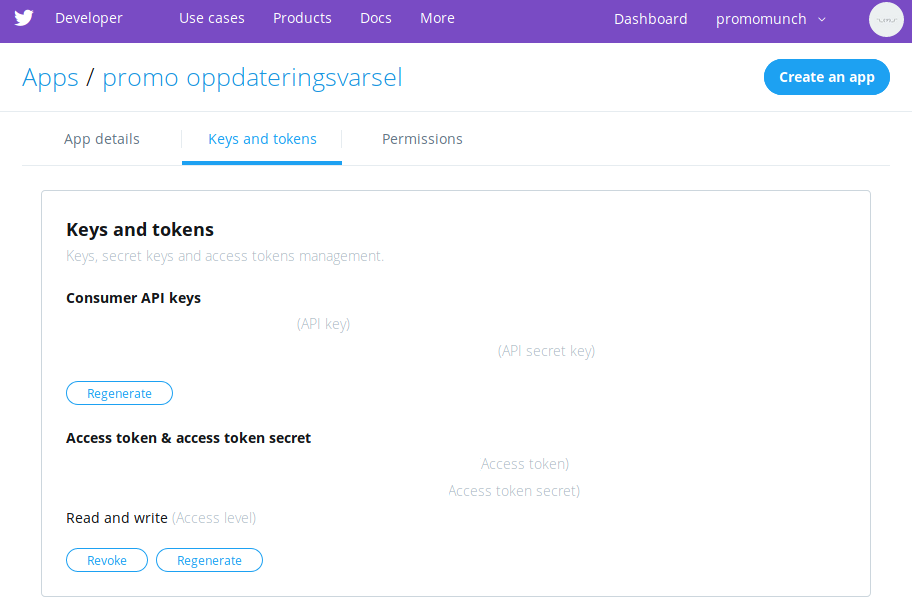 Developer Use cases Products Docs More Dashboard promomunch
Apps / promo oppdateringsvarsel Create an app
App details Keys and tokens Permissions
Keys and tokens
Keys, secret keys and access tokens management.
Consumer API keys
(API key)
(API secret key)
Regenerate
Access token & access token secret
Access token)
Access token secret)
Read and write (Access level)
Revoke Regenerate